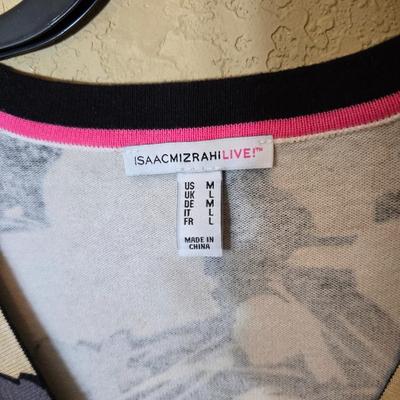 ISAACMIZRAHILIVE!™
US M
UK L
DE M
IT L
FR L
MADE IN
CHINA